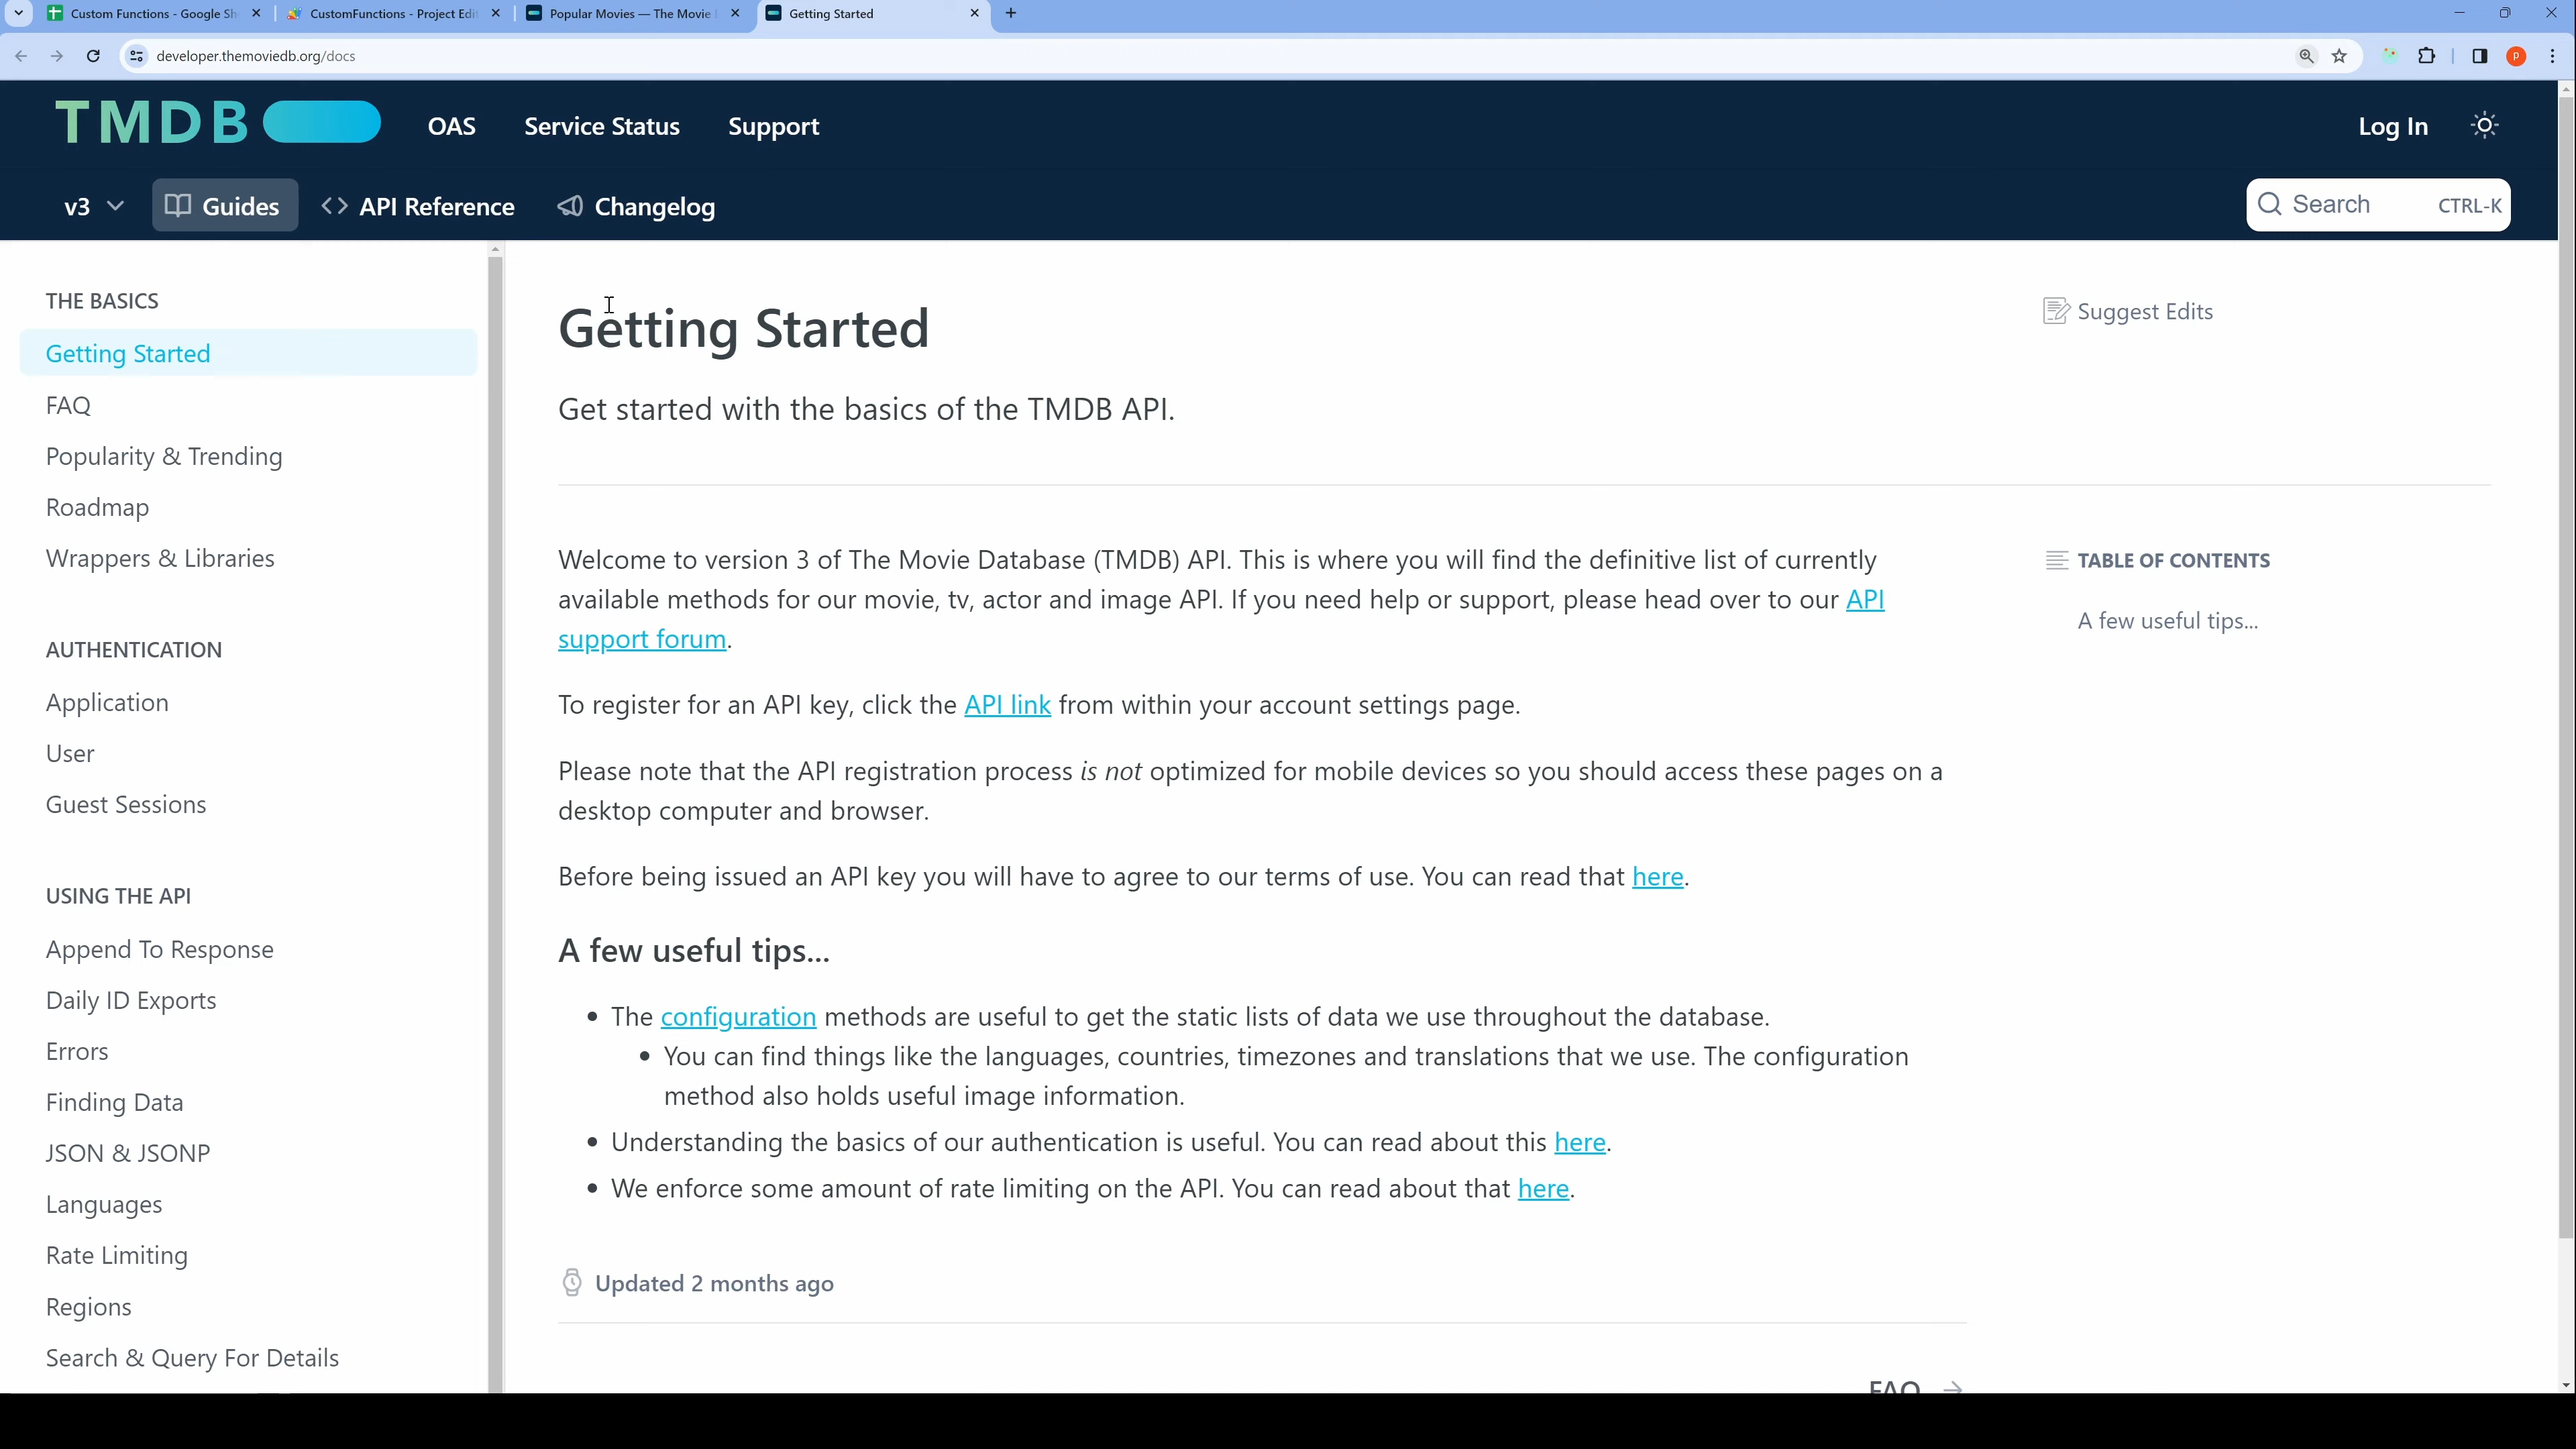 Custom Functions - Google Sh
CustomFunctions - Project Edit
Popular Movies — The Movie
Getting Started
developer.themoviedb.org/docs
P
TMDB
OAS
Service Status
Support
Log In
v3
Guides
API Reference
Changelog
Search
CTRL-K
THE BASICS
Getting Started
FAQ
Popularity & Trending
Roadmap
Wrappers & Libraries
AUTHENTICATION
Application
User
Guest Sessions
USING THE API
Append To Response
Daily ID Exports
Errors
Finding Data
JSON & JSONP
Languages
Rate Limiting
Regions
Search & Query For Details
Getting Started
Suggest Edits
Get started with the basics of the TMDB API.
Welcome to version 3 of The Movie Database (TMDB) API. This is where you will find the definitive list of currently
available methods for our movie, tv, actor and image API. If you need help or support, please head over to our API
support forum.
To register for an API key, click the API link from within your account settings page.
Please note that the API registration process is not optimized for mobile devices so you should access these pages on a
desktop computer and browser.
Before being issued an API key you will have to agree to our terms of use. You can read that here.
A few useful tips...
The configuration methods are useful to get the static lists of data we use throughout the database.
You can find things like the languages, countries, timezones and translations that we use. The configuration
method also holds useful image information.
Understanding the basics of our authentication is useful. You can read about this here.
We enforce some amount of rate limiting on the API. You can read about that here.
Updated 2 months ago
FAQ
TABLE OF CONTENTS
A few useful tips...